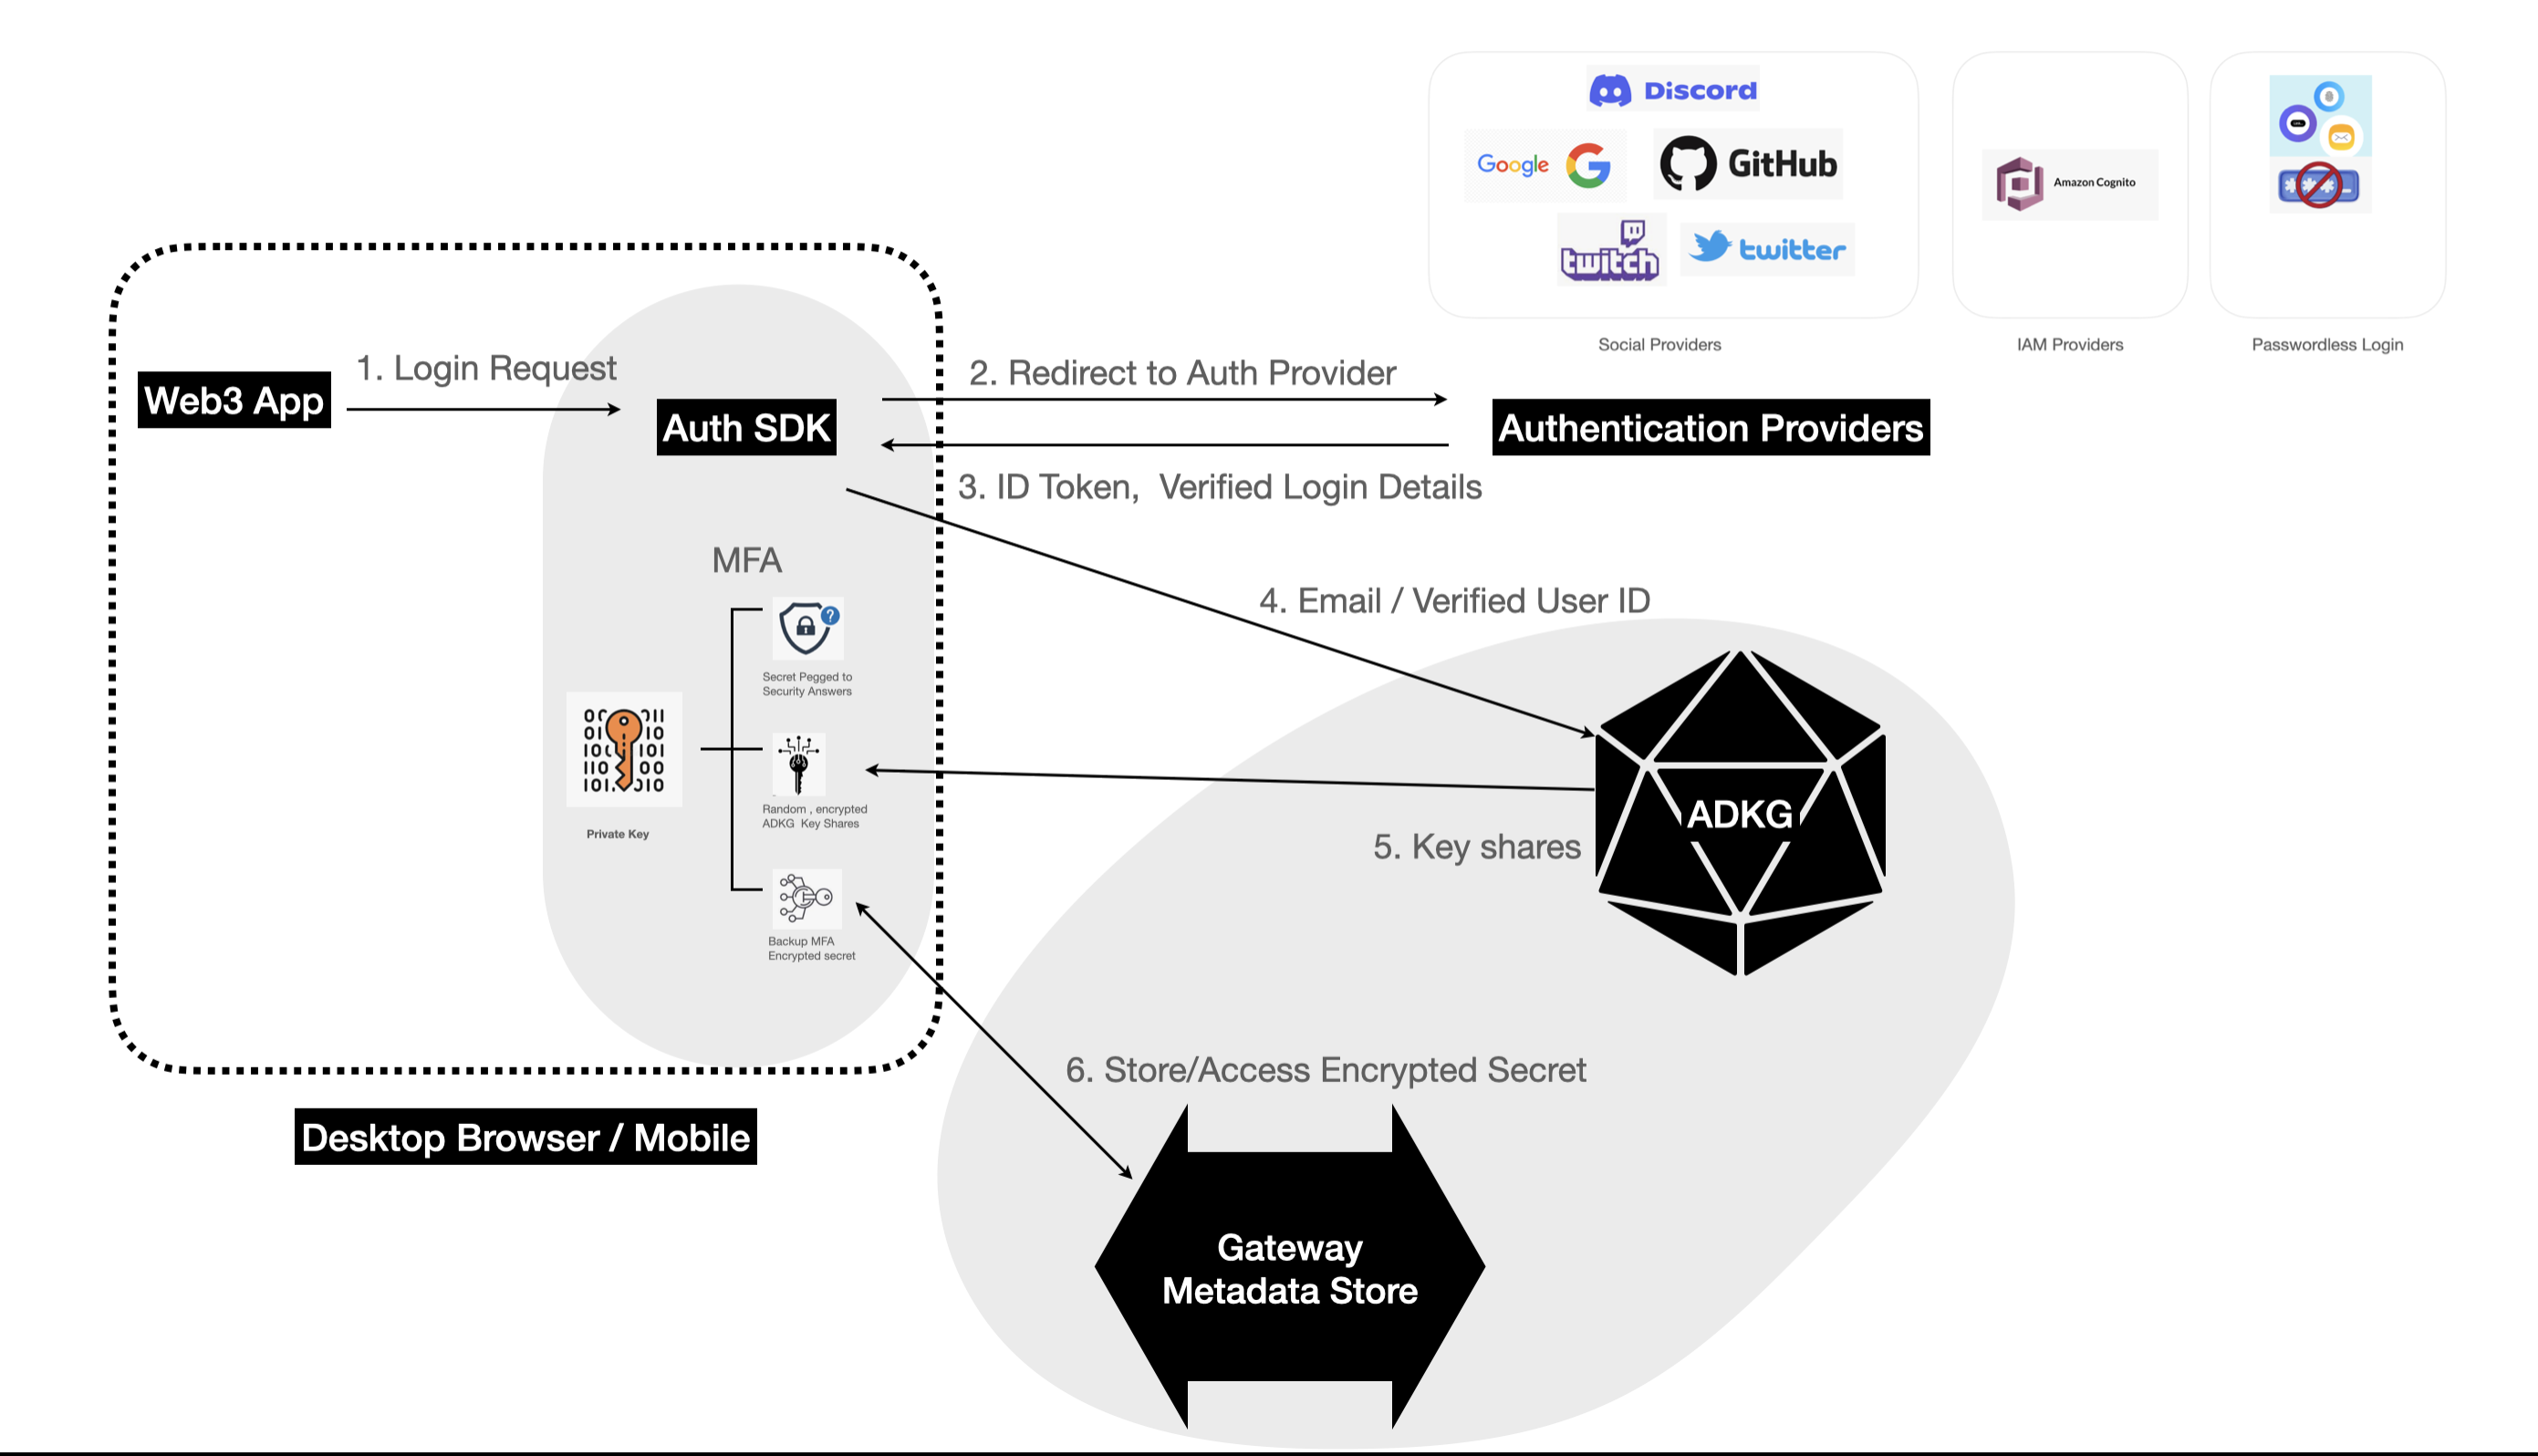 Discord
Google
GitHub
twitch
twitter
Amazon Cognito
Social Providers
IAM Providers
Passwordless Login
Web3 App
1. Login Request
Auth SDK
2. Redirect to Auth Provider
Authentication Providers
3. ID Token,  Verified Login Details
MFA
4. Email / Verified User ID
Secret Pegged to
Security Answers
Private Key
Random , encrypted
ADKG  Key Shares
ADKG
5. Key shares
Backup MFA
Encrypted secret
6. Store/Access Encrypted Secret
Desktop Browser / Mobile
Gateway
Metadata Store